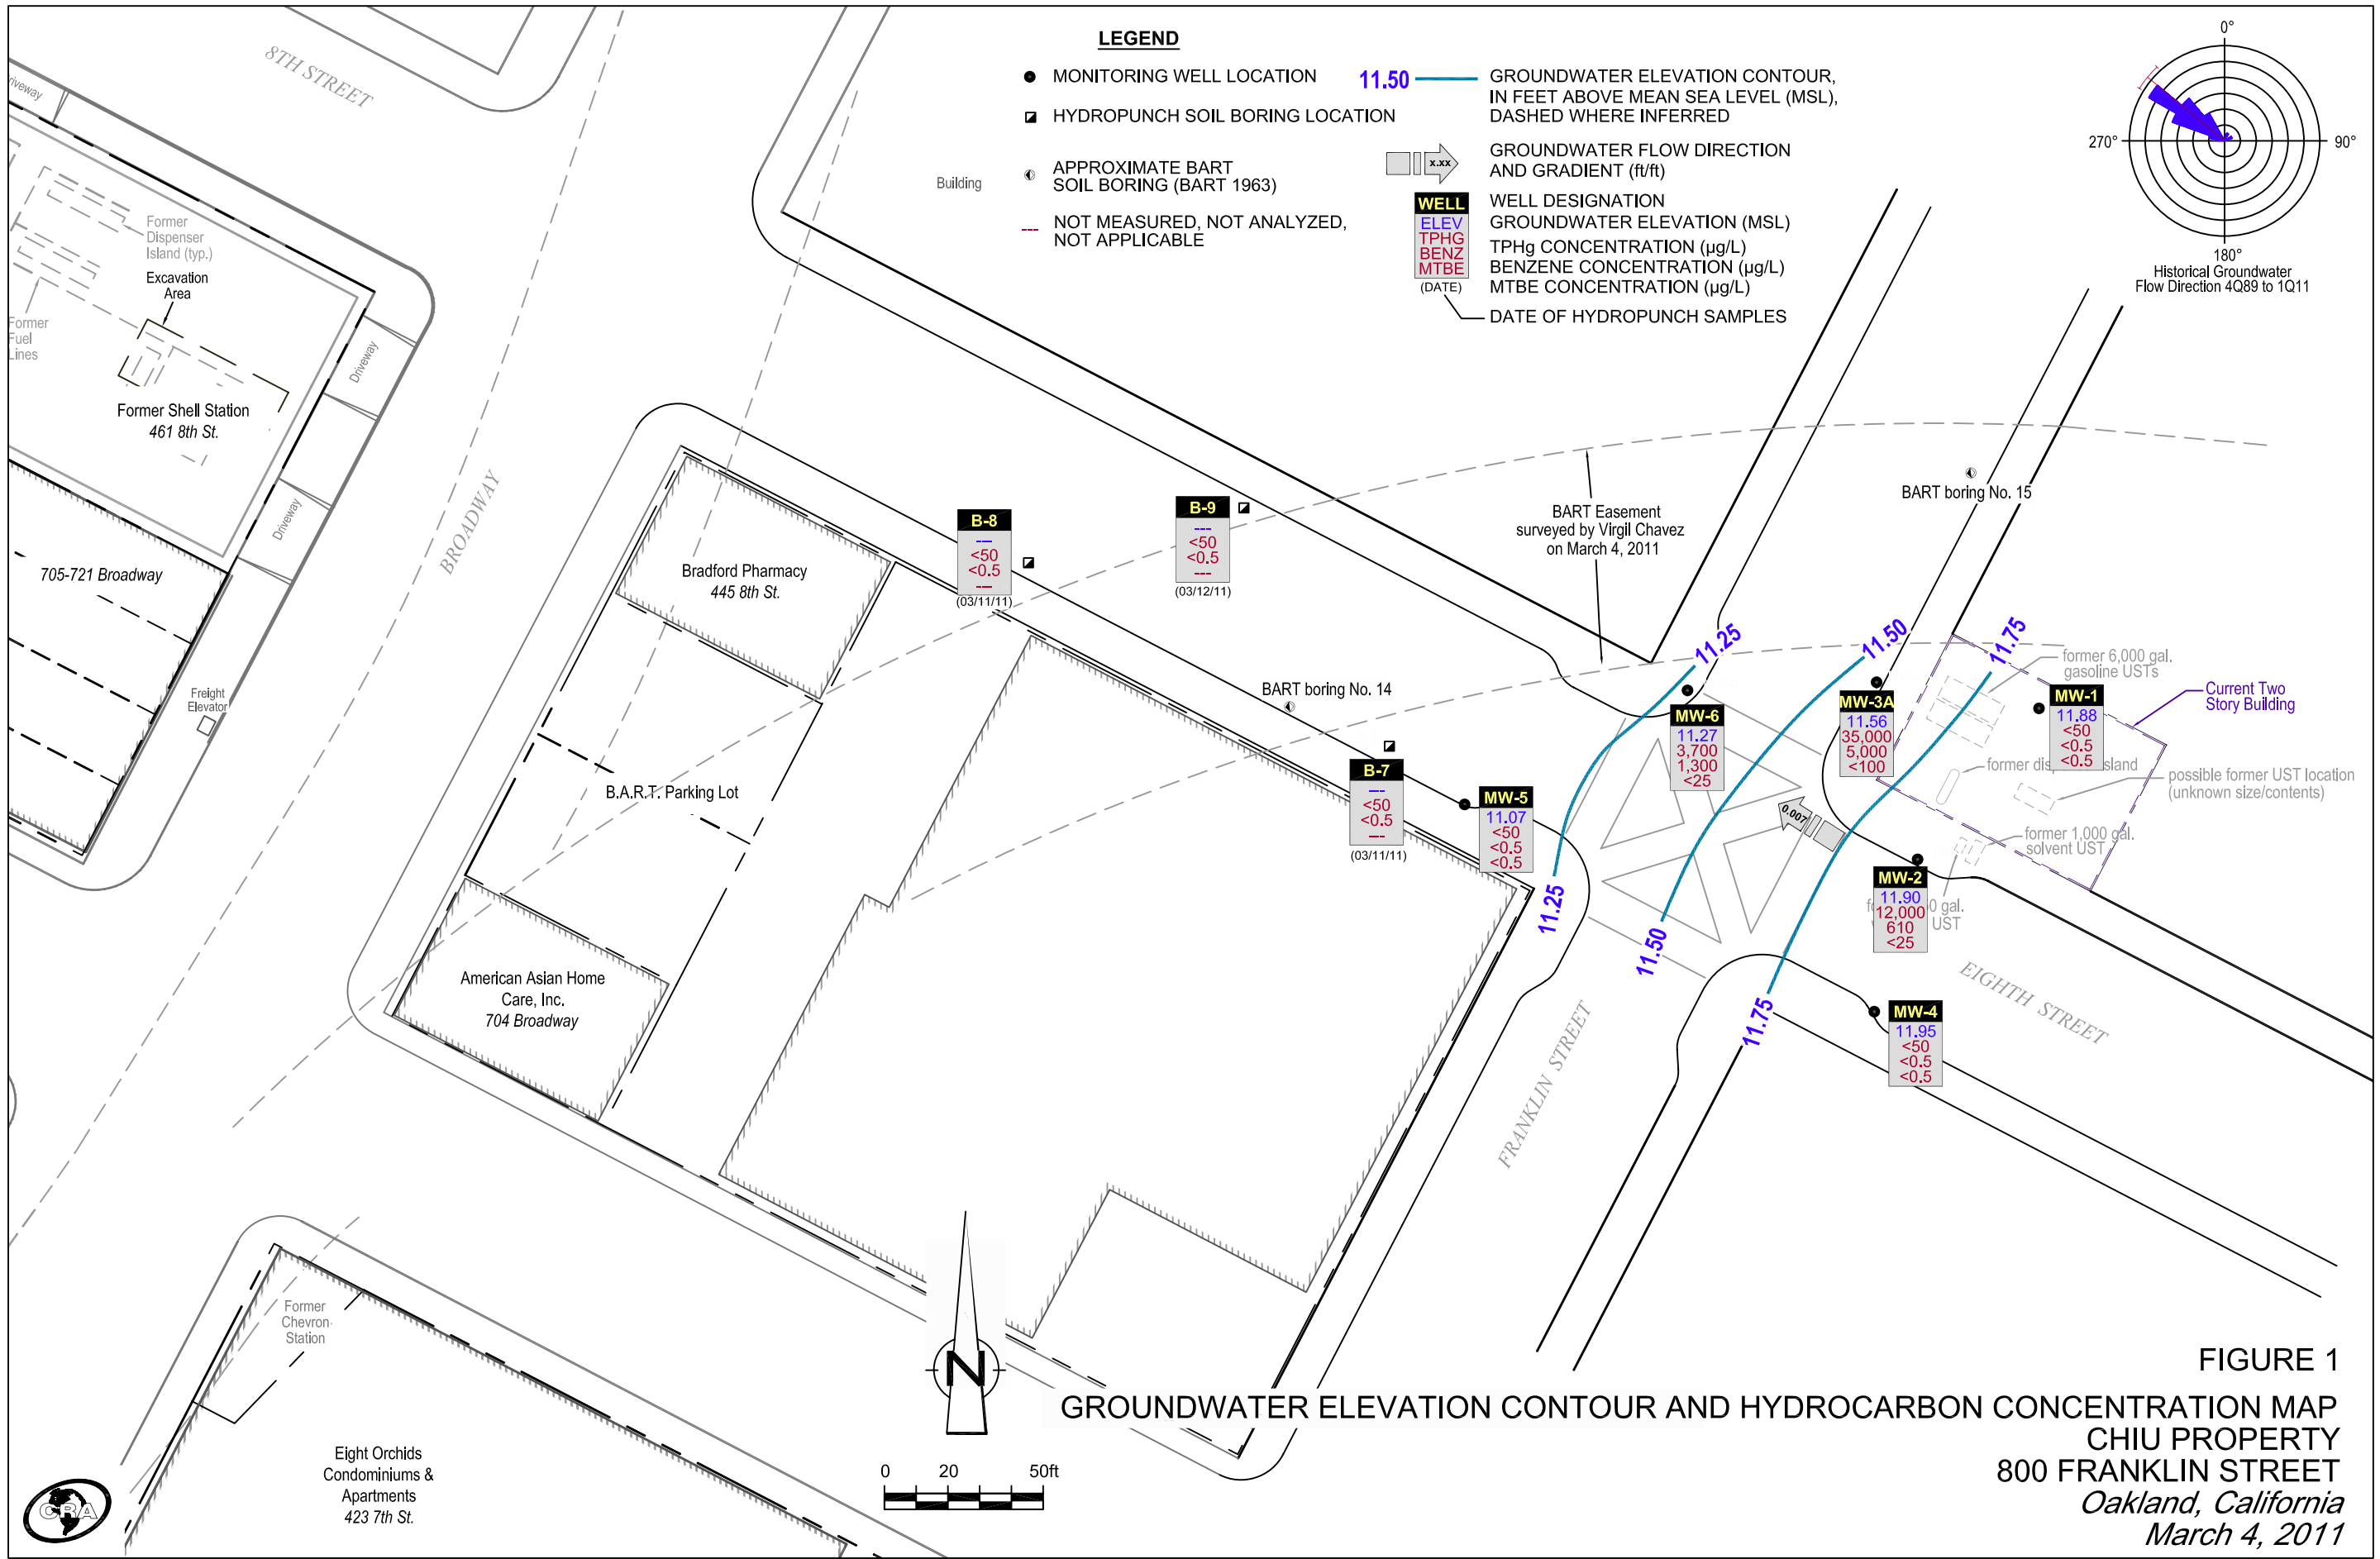 LEGEND
MONITORING WELL LOCATION
HYDROPUNCH SOIL BORING LOCATION
APPROXIMATE BART
SOIL BORING (BART 1963)
--- NOT MEASURED, NOT ANALYZED,
NOT APPLICABLE
Building
11.50
GROUNDWATER ELEVATION CONTOUR,
IN FEET ABOVE MEAN SEA LEVEL (MSL),
DASHED WHERE INFERRED
x.xx
GROUNDWATER FLOW DIRECTION
AND GRADIENT (ft/ft)
WELL
ELEV
TPHG
BENZ
MTBE
(DATE)
WELL DESIGNATION
GROUNDWATER ELEVATION (MSL)
TPHg CONCENTRATION (µg/L)
BENZENE CONCENTRATION (µg/L)
MTBE CONCENTRATION (µg/L)
DATE OF HYDROPUNCH SAMPLES
0°
90°
180°
270°
Historical Groundwater
Flow Direction 4Q89 to 1Q11
8TH STREET
Former
Dispenser
Island (typ.)
Excavation
Area
Former
Fuel
Lines
Driveway
Former Shell Station
461 8th St.
Driveway
705-721 Broadway
BROADWAY
Freight
Elevator
Bradford Pharmacy
445 8th St.
B.A.R.T. Parking Lot
American Asian Home
Care, Inc.
704 Broadway
B-8
---
<50
<0.5
---
(03/11/11)
B-9
---
<50
<0.5
---
(03/12/11)
BART Easement
surveyed by Virgil Chavez
on March 4, 2011
BART boring No. 15
BART boring No. 14
B-7
---
<50
<0.5
---
(03/11/11)
MW-5
11.07
<50
<0.5
<0.5
11.25
11.50
11.75
MW-6
11.27
3,700
1,300
<25
MW-3A
11.56
35,000
5,000
<100
MW-1
11.88
<50
<0.5
<0.5
former 6,000 gal.
gasoline USTs
Current Two
Story Building
former island
possible former UST location
(unknown size/contents)
former 1,000 gal.
solvent UST
0.007
MW-2
11.90
12,000
610
<25
gal.
UST
11.25
11.50
11.75
MW-4
11.95
<50
<0.5
<0.5
EIGHTH STREET
FRANKLIN STREET
Former
Chevron
Station
Eight Orchids
Condominiums &
Apartments
423 7th St.
CRA
N
0 20 50ft
FIGURE 1
GROUNDWATER ELEVATION CONTOUR AND HYDROCARBON CONCENTRATION MAP
CHIU PROPERTY
800 FRANKLIN STREET
Oakland, California
March 4, 2011